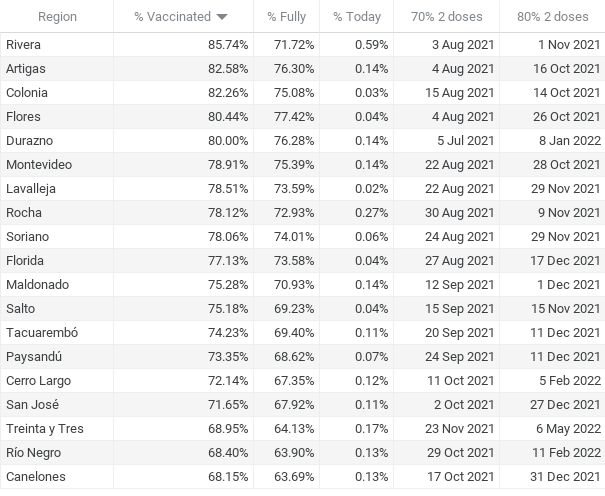 Region % Vaccinated % Fully % Today 70% 2 doses 80% 2 doses
Rivera 85.74% 71.72% 0.59% 3 Aug 2021 1 Nov 2021
Artigas 82.58% 76.30% 0.14% 4 Aug 2021 16 Oct 2021
Colonia 82.26% 75.08% 0.03% 15 Aug 2021 14 Oct 2021
Flores 80.44% 77.42% 0.04% 4 Aug 2021 26 Oct 2021
Durazno 80.00% 76.28% 0.14% 5 Jul 2021 8 Jan 2022
Montevideo 78.91% 75.39% 0.14% 22 Aug 2021 28 Oct 2021
Lavalleja 78.51% 73.59% 0.02% 22 Aug 2021 29 Nov 2021
Rocha 78.12% 72.93% 0.27% 30 Aug 2021 9 Nov 2021
Soriano 78.06% 74.01% 0.06% 24 Aug 2021 29 Nov 2021
Florida 77.13% 73.58% 0.04% 27 Aug 2021 17 Dec 2021
Maldonado 75.28% 70.93% 0.14% 12 Sep 2021 1 Dec 2021
Salto 75.18% 69.23% 0.04% 15 Sep 2021 15 Nov 2021
Tacuarembó 74.23% 69.40% 0.11% 20 Sep 2021 11 Dec 2021
Paysandú 73.35% 68.62% 0.07% 24 Sep 2021 11 Dec 2021
Cerro Largo 72.14% 67.35% 0.12% 11 Oct 2021 5 Feb 2022
San José 71.65% 67.92% 0.11% 2 Oct 2021 27 Dec 2021
Treinta y Tres 68.95% 64.13% 0.17% 23 Nov 2021 6 May 2022
Río Negro 68.40% 63.90% 0.13% 29 Oct 2021 11 Feb 2022
Canelones 68.15% 63.69% 0.13% 17 Oct 2021 31 Dec 2021